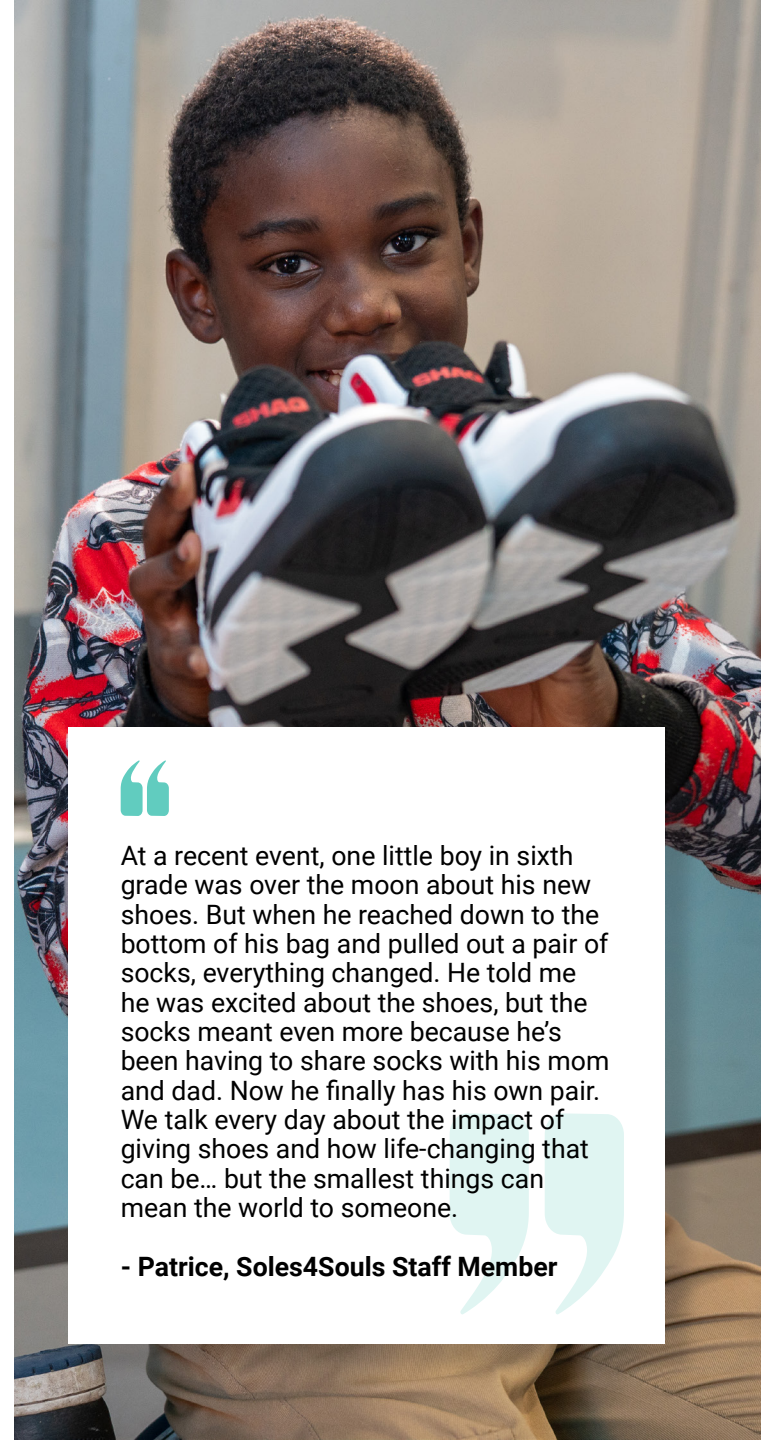 SHAQ
SHAQ
“
At a recent event, one little boy in sixth
grade was over the moon about his new
shoes. But when he reached down to the
bottom of his bag and pulled out a pair of
socks, everything changed. He told me
he was excited about the shoes, but the
socks meant even more because he’s
been having to share socks with his mom
and dad. Now he finally has his own pair.
We talk every day about the impact of
giving shoes and how life-changing that
can be… but the smallest things can
mean the world to someone.
”
- Patrice, Soles4Souls Staff Member